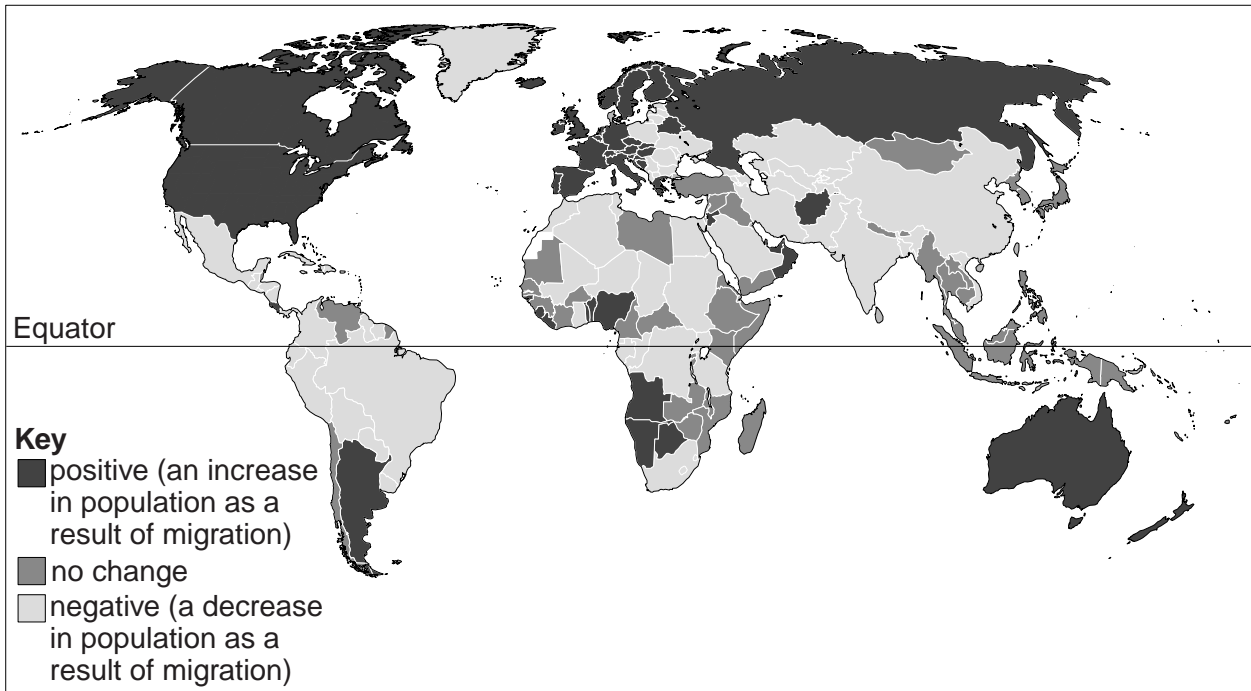 Equator
Key
positive (an increase
in population as a
result of migration)
no change
negative (a decrease
in population as a
result of migration)